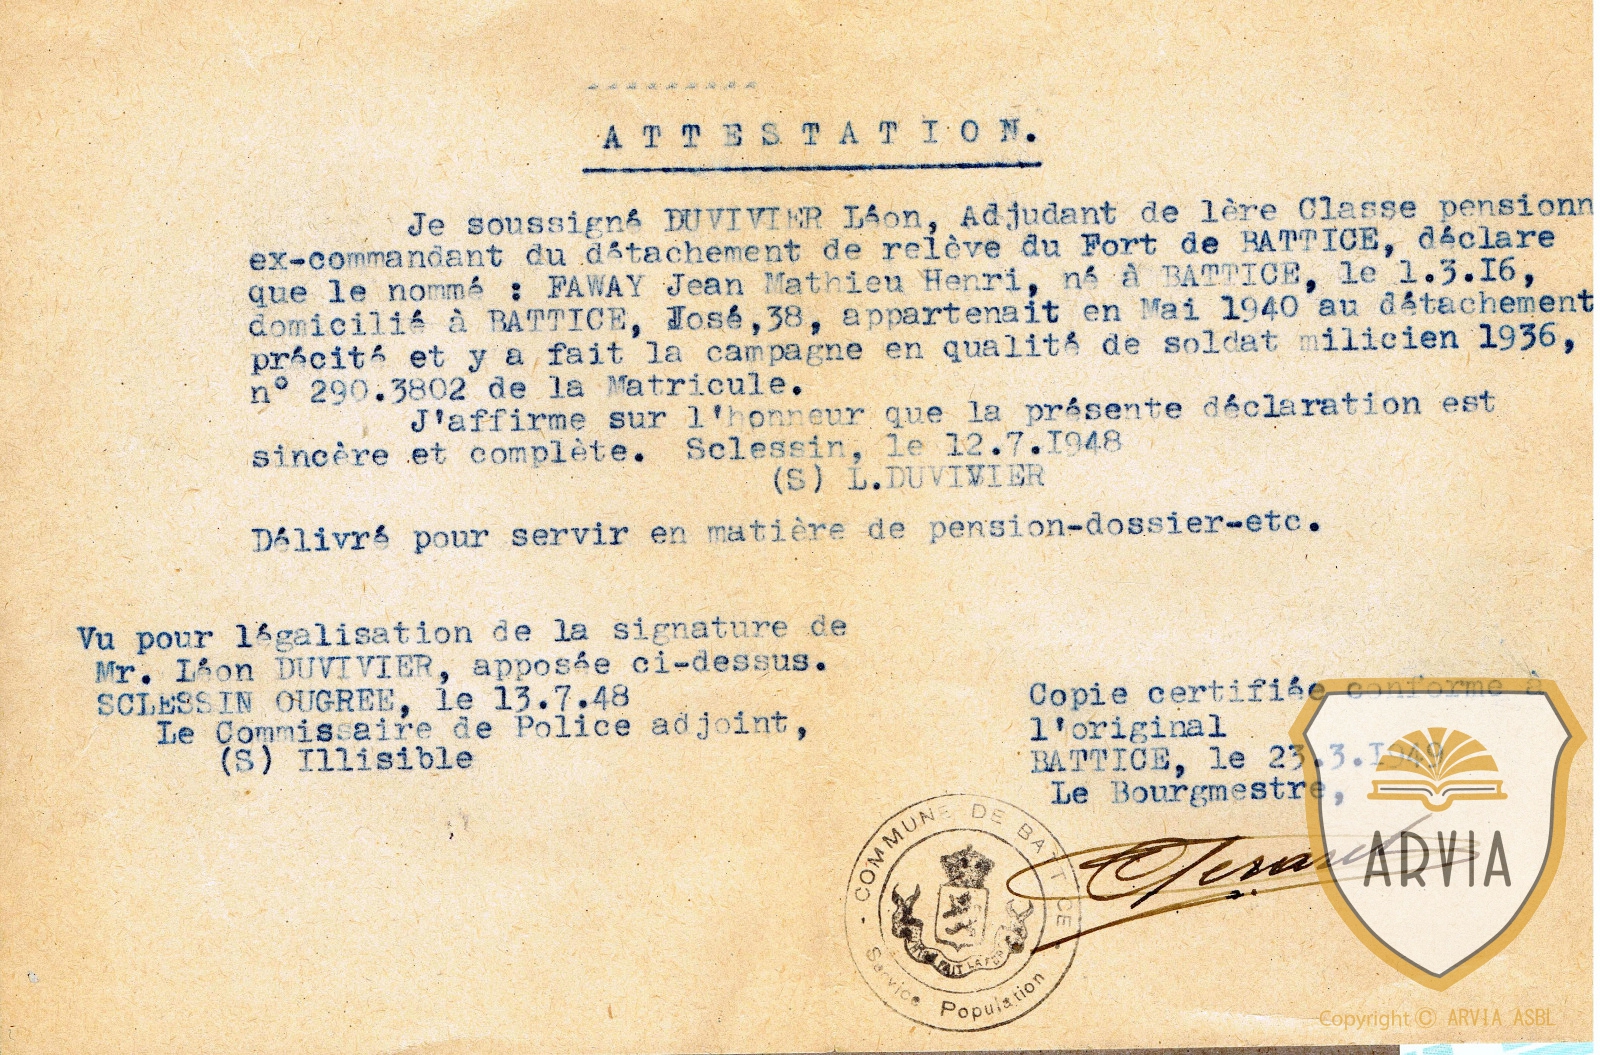 ---------
ATTESTATION.
Je soussigné DUVIVIER Léon, Adjudant de 1ère Classe pensionn
ex-commandant du détachement de relève du Fort de BATTICE, déclare
que le nommé : FAWAY Jean Mathieu Henri, né à BATTICE, le 1.3.I6,
domicilié à BATTICE, José,38, appartenait en Mai 1940 au détachement
précité et y a fait la campagne en qualité de soldat milicien 1936,
n° 290.3802 de la Matricule.
J'affirme sur l'honneur que la présente déclaration est
sincère et complète. Sclessin, le 12.7.I948
(S) L.DUVIVIER
Délivré pour servir en matière de pension-dossier-etc.
Vu pour légalisation de la signature de
Mr. Léon DUVIVIER, apposée ci-dessus.
SCLESSIN OUGREE, le 13.7.48
Le Commissaire de Police adjoint,
(S) Illisible
Copie certifiée conforme à
l'original
BATTICE, le 23.3.I949
Le Bourgmestre,
- COMMUNE DE BATTICE -
Service Population
ARVIA
Copyright © ARVIA ASBL